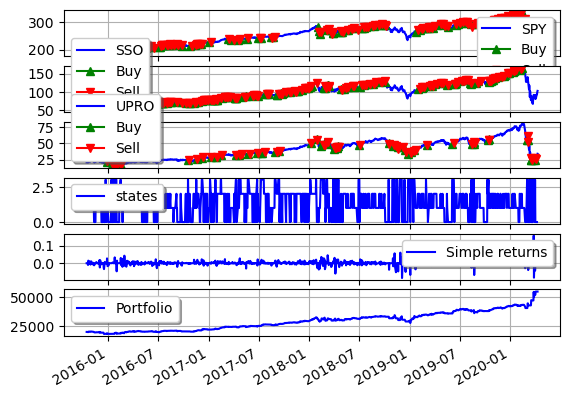 300
200
SPY
Buy
SSO
Buy
Sell
150
100
50
UPRO
Buy
Sell
75
50
25
2.5
0.0
states
0.1
0.0
Simple returns
50000
25000
Portfolio
2016-01
2016-07
2017-01
2017-07
2018-01
2018-07
2019-01
2019-07
2020-01